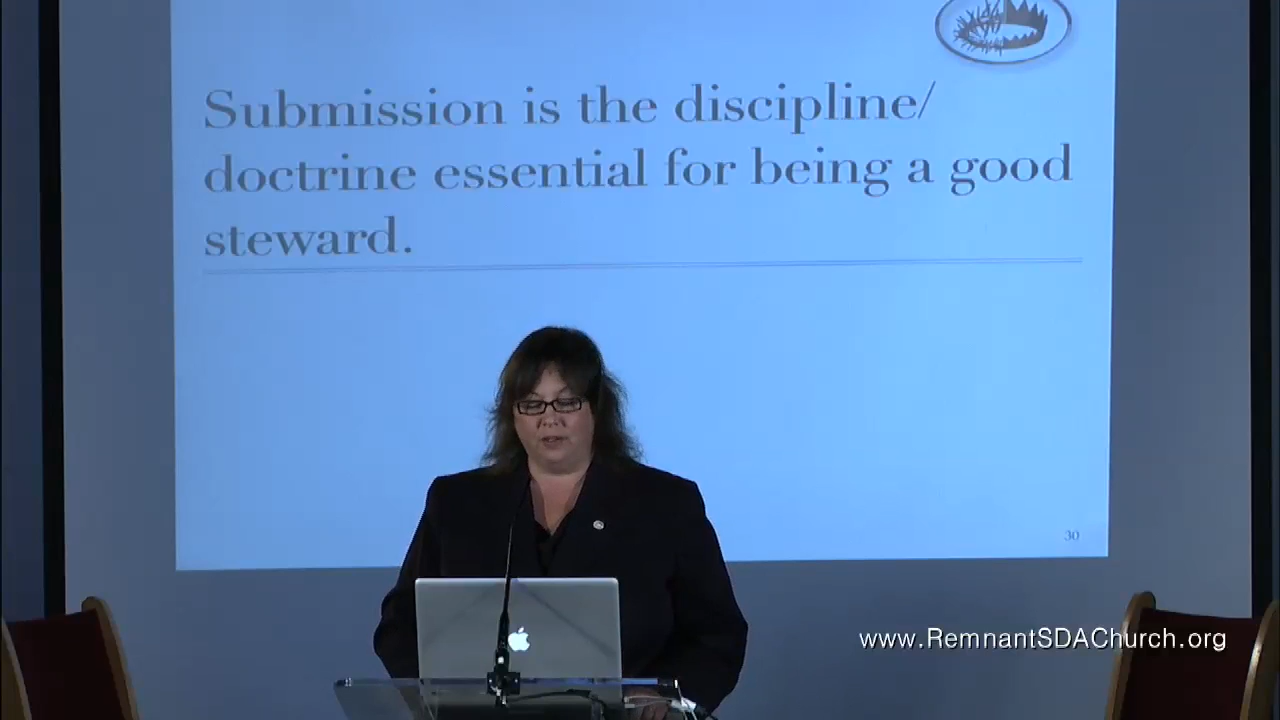 Submission is the discipline/
doctrine essential for being a good
steward.
30
www.RemnantSDAChurch.org